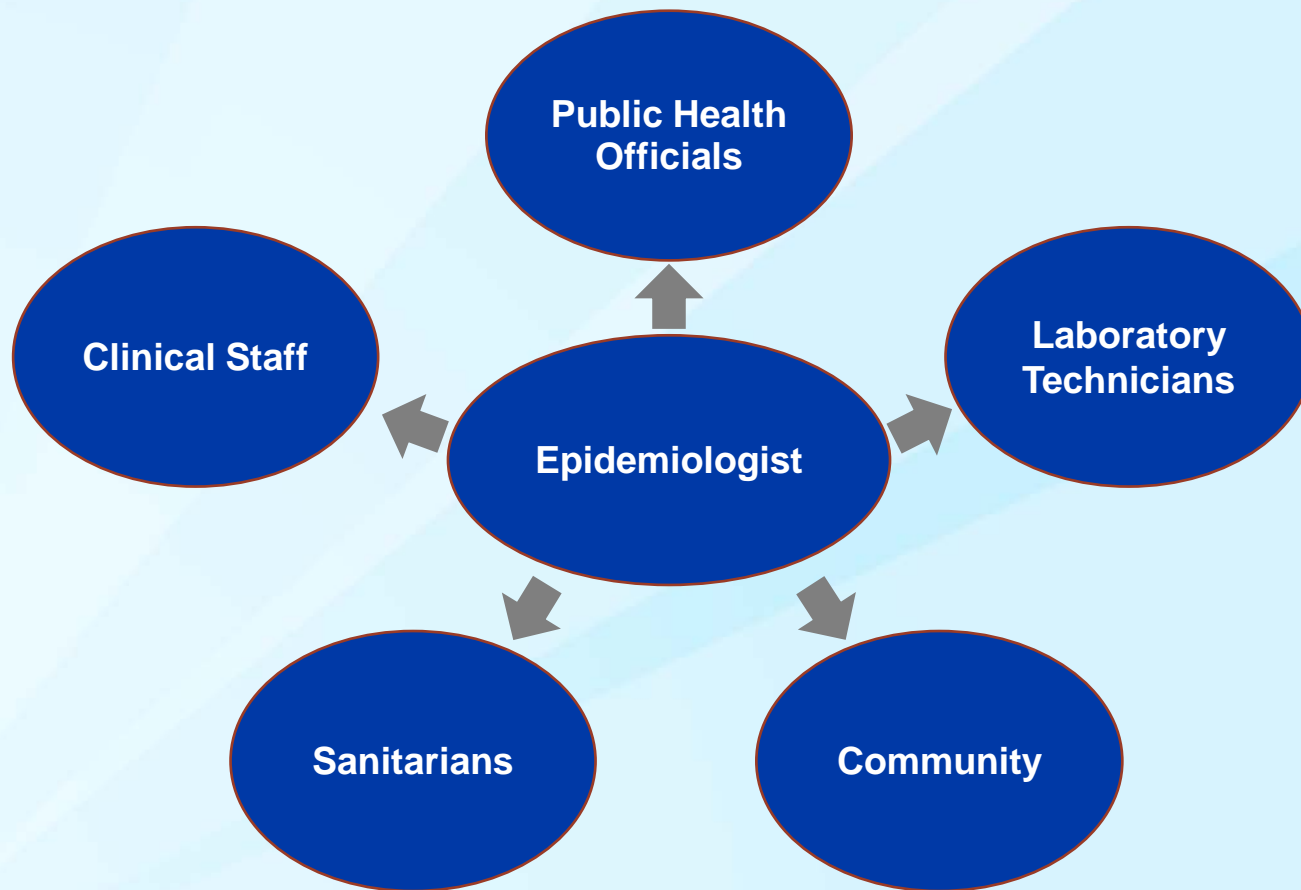 Public Health
Officials
Clinical Staff
Laboratory
Technicians
Epidemiologist
Sanitarians
Community